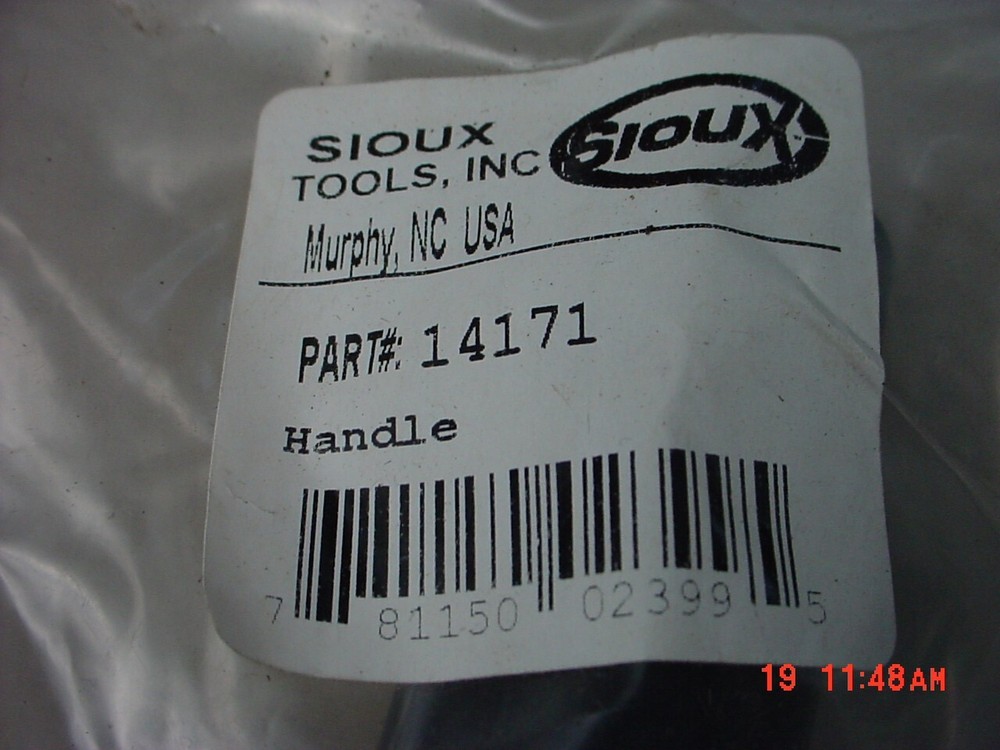 SIOUX
TOOLS, INC
SIOUX
Murphy, NC USA
PART#: 14171
Handle
7 81150 02399 5
19 11:48AM